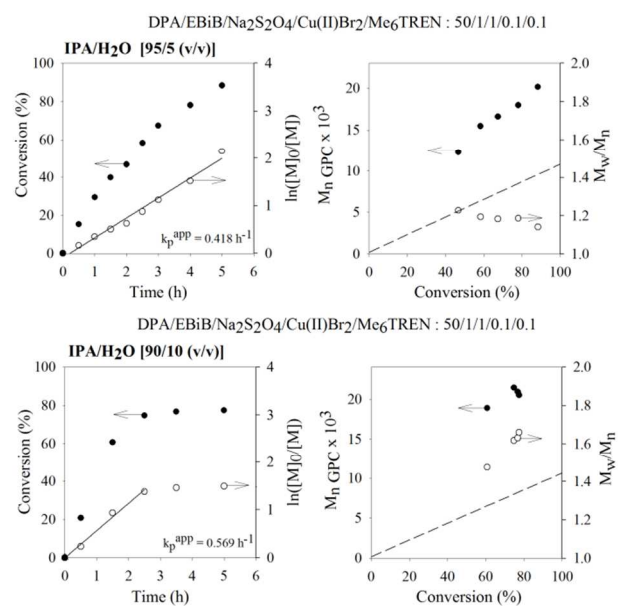 DPA/EBiB/Na2S2O4/Cu(II)Br2/Me6TREN : 50/1/1/0.1/0.1
IPA/H2O [95/5 (v/v)]
100
80
60
40
20
0
Conversion (%)
4
3
2
1
0
ln([M]0/[M])
kp^app = 0.418 h-1
0 1 2 3 4 5 6
Time (h)
20
15
10
5
0
Mn GPC x 10^3
2.0
1.8
1.6
1.4
1.2
1.0
Mw/Mn
0 20 40 60 80 100
Conversion (%)
DPA/EBiB/Na2S2O4/Cu(II)Br2/Me6TREN : 50/1/1/0.1/0.1
IPA/H2O [90/10 (v/v)]
100
80
60
40
20
0
Conversion (%)
4
3
2
1
0
ln([M]0/[M])
kp^app = 0.569 h-1
0 1 2 3 4 5 6
Time (h)
20
15
10
5
0
Mn GPC x 10^3
2.0
1.8
1.6
1.4
1.2
1.0
Mw/Mn
0 20 40 60 80 100
Conversion (%)